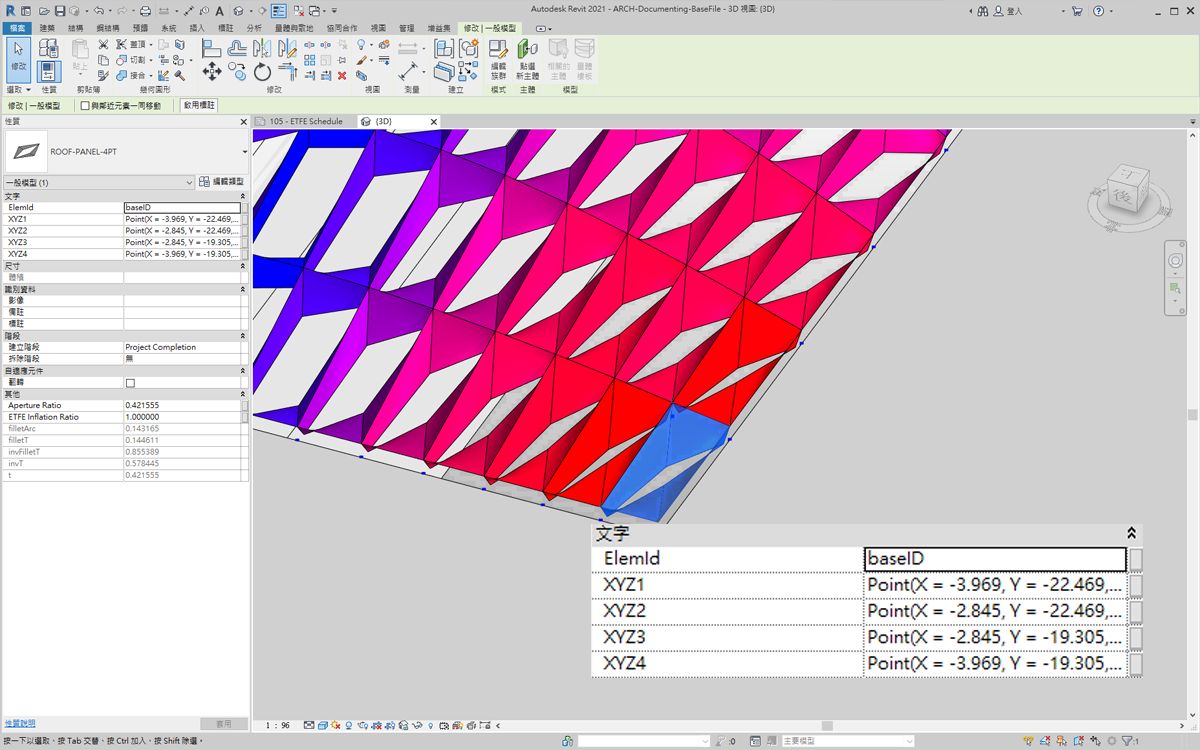 Autodesk Revit 2021 - ARCH-Documenting-BaseFile - 3D 視圖: {3D}
登入
檔案 建築 結構 鋼結構 預鑄 系統 插入 標註 分析 量體與敷地 協同合作 視圖 管理 增益集 修改 | 一般模型
修改 貼上 蓋頂 切割 接合
編輯族群 點選新主體 相關的主體 量體樓板
選取 性質 剪貼簿 幾何圖形 修改 視圖 測量 建立 模式 主體 模型
修改 | 一般模型 與鄰近元素一同移動 啟用標註
性質
105 - ETFE Schedule
{3D}
ROOF-PANEL-4PT
一般模型 (1) 編輯類型
文字
ElemId baseID
XYZ1 Point(X = -3.969, Y = -22.469,...
XYZ2 Point(X = -2.845, Y = -22.469,...
XYZ3 Point(X = -2.845, Y = -19.305,...
XYZ4 Point(X = -3.969, Y = -19.305,...
尺寸
體積
識別資料
影像
備註
標註
階段
建立階段 Project Completion
拆除階段 無
自適應元件
翻轉
其他
Aperture Ratio 0.421555
ETFE Inflation Ratio 1.000000
filletArc 0.143165
filletT 0.144611
invFilletT 0.855389
invT 0.578445
t 0.421555
文字
ElemId baseID
XYZ1 Point(X = -3.969, Y = -22.469,...
XYZ2 Point(X = -2.845, Y = -22.469,...
XYZ3 Point(X = -2.845, Y = -19.305,...
XYZ4 Point(X = -3.969, Y = -19.305,...
性質說明 套用
1 : 96
按一下以選取，按 Tab 交替、按 Ctrl 加入、按 Shift 除選。
:0 主要模型 :1